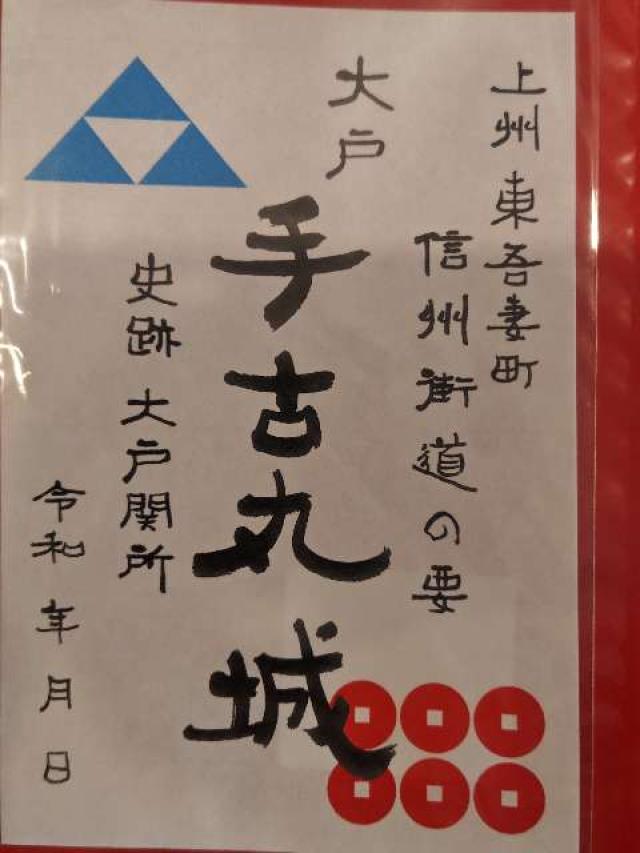 上州 東吾妻町
信州街道の要
大戸
手古丸城
史跡 大戸関所
令和 年 月 日